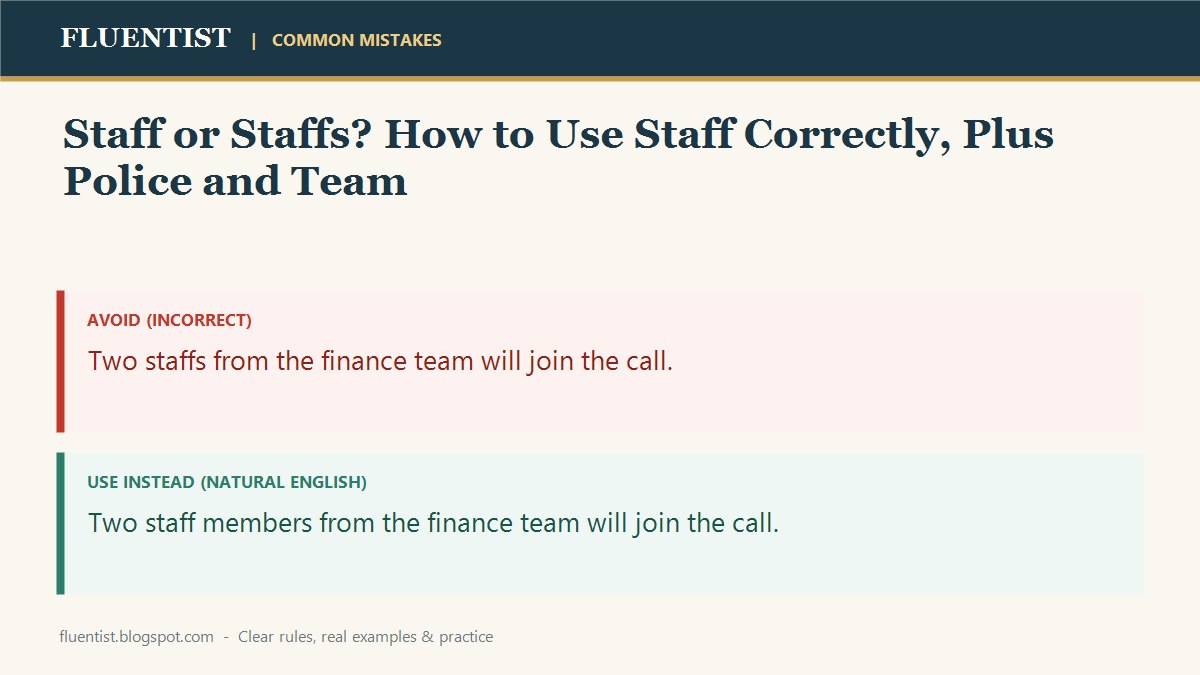 FLUENTIST | COMMON MISTAKES
Staff or Staffs? How to Use Staff Correctly, Plus
Police and Team
AVOID (INCORRECT)
Two staffs from the finance team will join the call.
USE INSTEAD (NATURAL ENGLISH)
Two staff members from the finance team will join the call.
fluentist.blogspot.com - Clear rules, real examples & practice